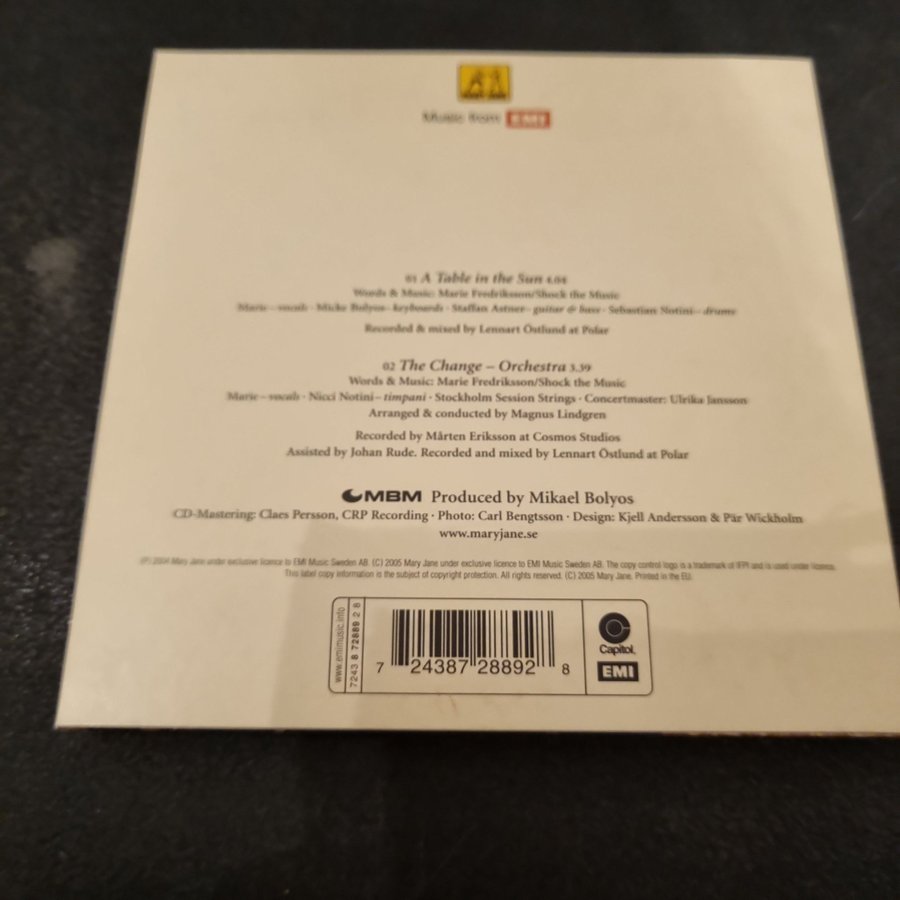 Music from EMI
01 A Table in the Sun 4.04
Words & Music: Marie Fredriksson/Shock the Music
Marie – vocals · Micke Bolyos – keyboards · Staffan Astner – guitar & bass · Sebastian Notini – drums
Recorded & mixed by Lennart Östlund at Polar
02 The Change – Orchestra 3.39
Words & Music: Marie Fredriksson/Shock the Music
Marie – vocals · Nicci Notini – timpani · Stockholm Session Strings · Concertmaster: Ulrika Jansson
Arranged & conducted by Magnus Lindgren
Recorded by Mårten Eriksson at Cosmos Studios
Assisted by Johan Rude. Recorded and mixed by Lennart Östlund at Polar
MBM Produced by Mikael Bolyos
CD-Mastering: Claes Persson, CRP Recording · Photo: Carl Bengtsson · Design: Kjell Andersson & Pär Wickholm
www.maryjane.se
(P) 2004 Mary Jane under exclusive licence to EMI Music Sweden AB. (C) 2005 Mary Jane under exclusive licence to EMI Music Sweden AB. The copy control logo is a trademark of IFPI and is used under licence.
This label copy information is the subject of copyright protection. All rights reserved. (C) 2005 Mary Jane. Printed in the EU.
www.emimusic.info
7243 8 72889 2 8
7 24387 28892 8
Capitol.
EMI